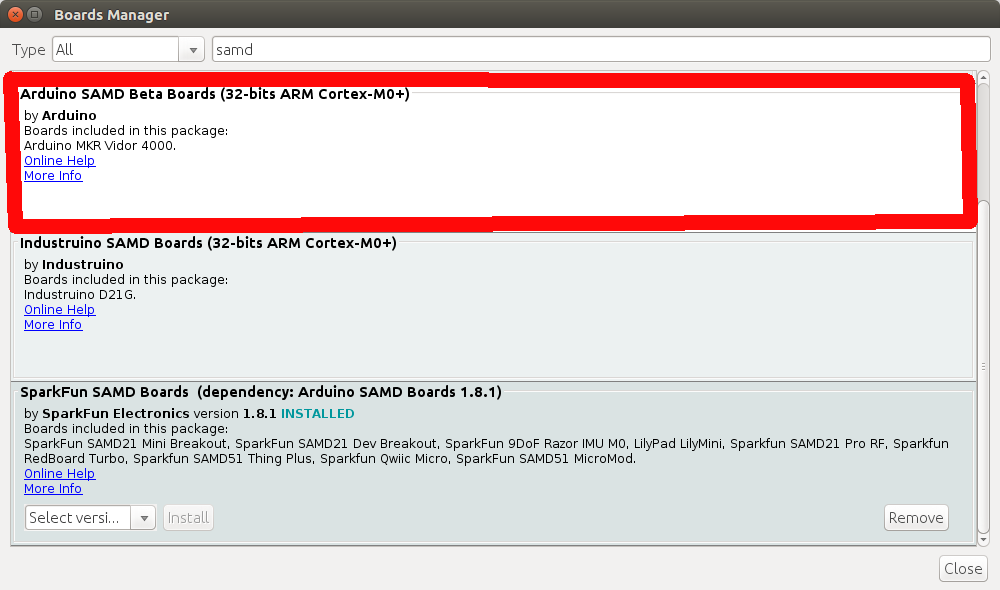 Boards Manager
Type All samd
Arduino SAMD Beta Boards (32-bits ARM Cortex-M0+)
by Arduino
Boards included in this package:
Arduino MKR Vidor 4000.
Online Help
More Info
Industruino SAMD Boards (32-bits ARM Cortex-M0+)
by Industruino
Boards included in this package:
Industruino D21G.
Online Help
More Info
SparkFun SAMD Boards (dependency: Arduino SAMD Boards 1.8.1)
by SparkFun Electronics version 1.8.1 INSTALLED
Boards included in this package:
SparkFun SAMD21 Mini Breakout, SparkFun SAMD21 Dev Breakout, SparkFun 9DoF Razor IMU M0, LilyPad LilyMini, Sparkfun SAMD21 Pro RF, Sparkfun
RedBoard Turbo, Sparkfun SAMD51 Thing Plus, Sparkfun Qwiic Micro, SparkFun SAMD51 MicroMod.
Online Help
More Info
Select versi... Install Remove
Close